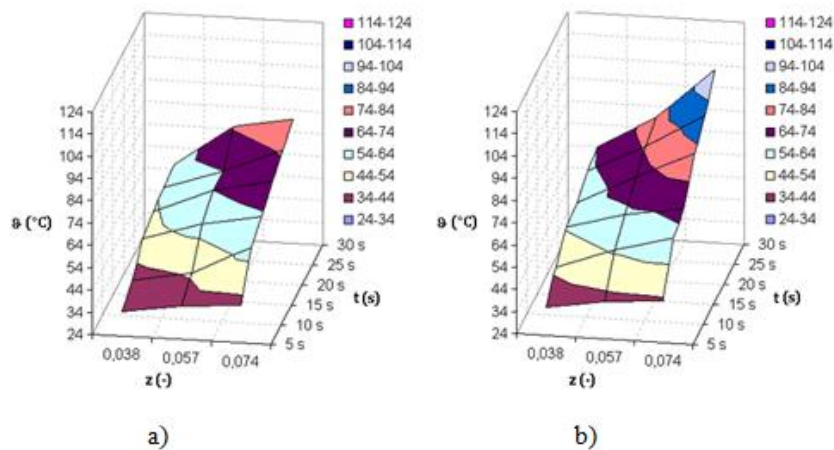 114-124
104-114
94-104
84-94
74-84
64-74
54-64
44-54
34-44
24-34
124
114
104
94
84
74
64
54
44
34
24
ϑ (°C)
30 s
25 s
20 s
15 s
10 s
5 s
t (s)
0,038
0,057
0,074
z (-)
a)
114-124
104-114
94-104
84-94
74-84
64-74
54-64
44-54
34-44
24-34
124
114
104
94
84
74
64
54
44
34
24
ϑ (°C)
30 s
25 s
20 s
15 s
10 s
5 s
t (s)
0,038
0,057
0,074
z (-)
b)